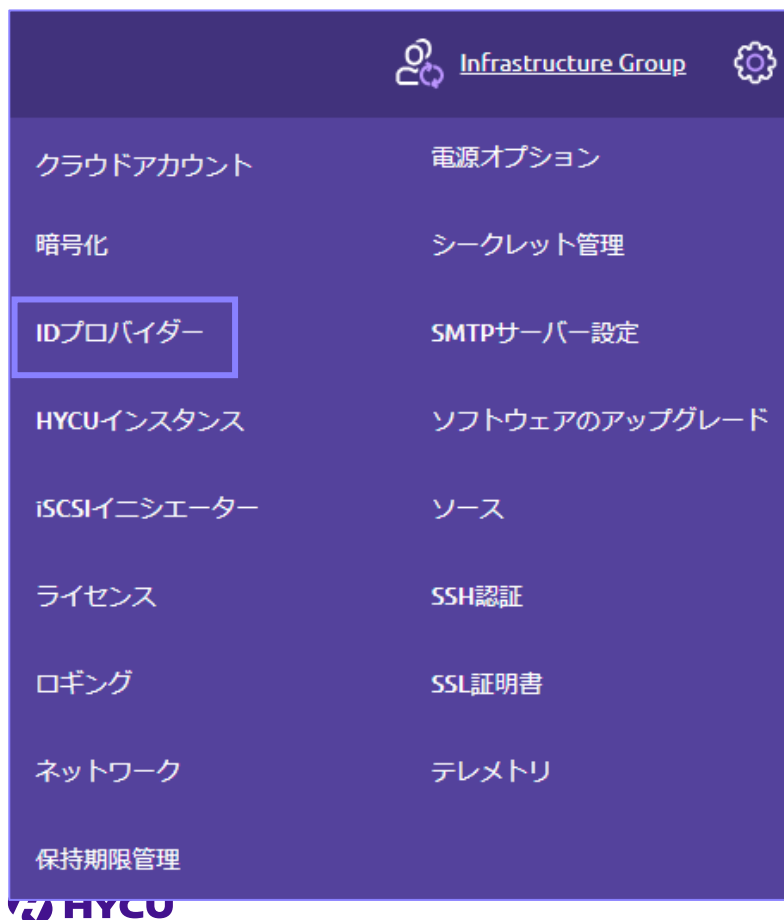 Infrastructure Group
クラウドアカウント
暗号化
IDプロバイダー
HYCUインスタンス
iSCSIイニシエーター
ライセンス
ロギング
ネットワーク
保持期限管理
電源オプション
シークレット管理
SMTPサーバー設定
ソフトウェアのアップグレード
ソース
SSH認証
SSL証明書
テレメトリ
HYCU